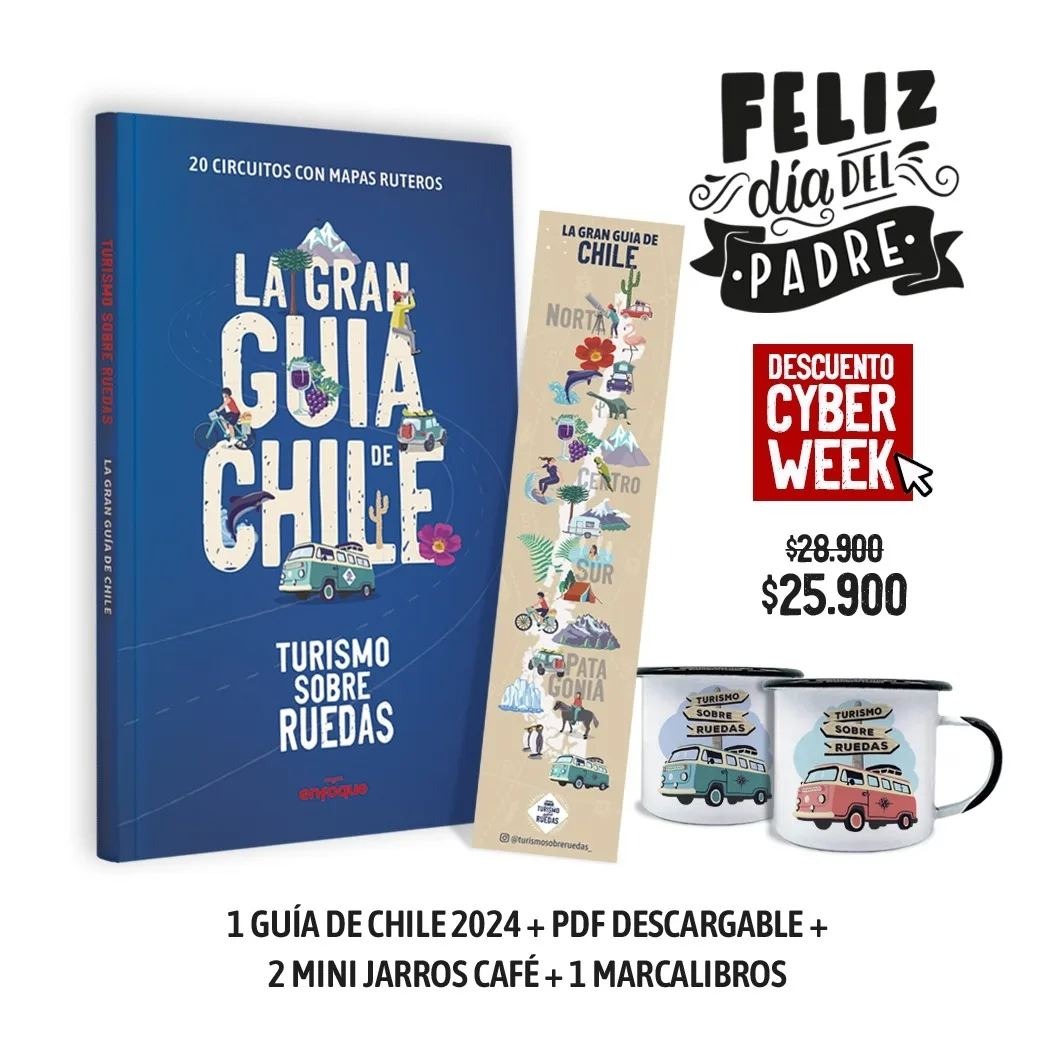 FELIZ
día DEL
PADRE
20 CIRCUITOS CON MAPAS RUTEROS
LA GRAN
GUIA
DE
CHILE
TURISMO
SOBRE
RUEDAS
enfoque
TURISMO SOBRE RUEDAS
LA GRAN GUÍA DE CHILE
LA GRAN GUIA DE
CHILE
NORTE
CENTRO
SUR
PATA
GONIA
TURISMO
SOBRE
RUEDAS
@turismosobreruedas_
DESCUENTO
CYBER
WEEK
$28.900
$25.900
TURISMO
SOBRE
RUEDAS
TURISMO
SOBRE
RUEDAS
1 GUÍA DE CHILE 2024 + PDF DESCARGABLE +
2 MINI JARROS CAFÉ + 1 MARCALIBROS